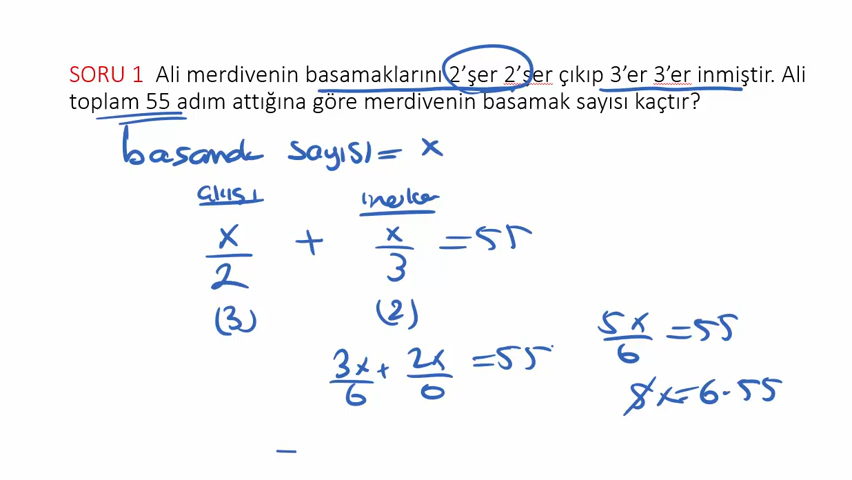 SORU 1 Ali merdivenin basamaklarını 2'şer 2'şer çıkıp 3'er 3'er inmiştir. Ali
toplam 55 adım attığına göre merdivenin basamak sayısı kaçtır?
basamak sayısı = x
çıkışı inerken
x/2 + x/3 = 55
(3) (2)
3x/6 + 2x/6 = 55
5x/6 = 55
5x = 6.55